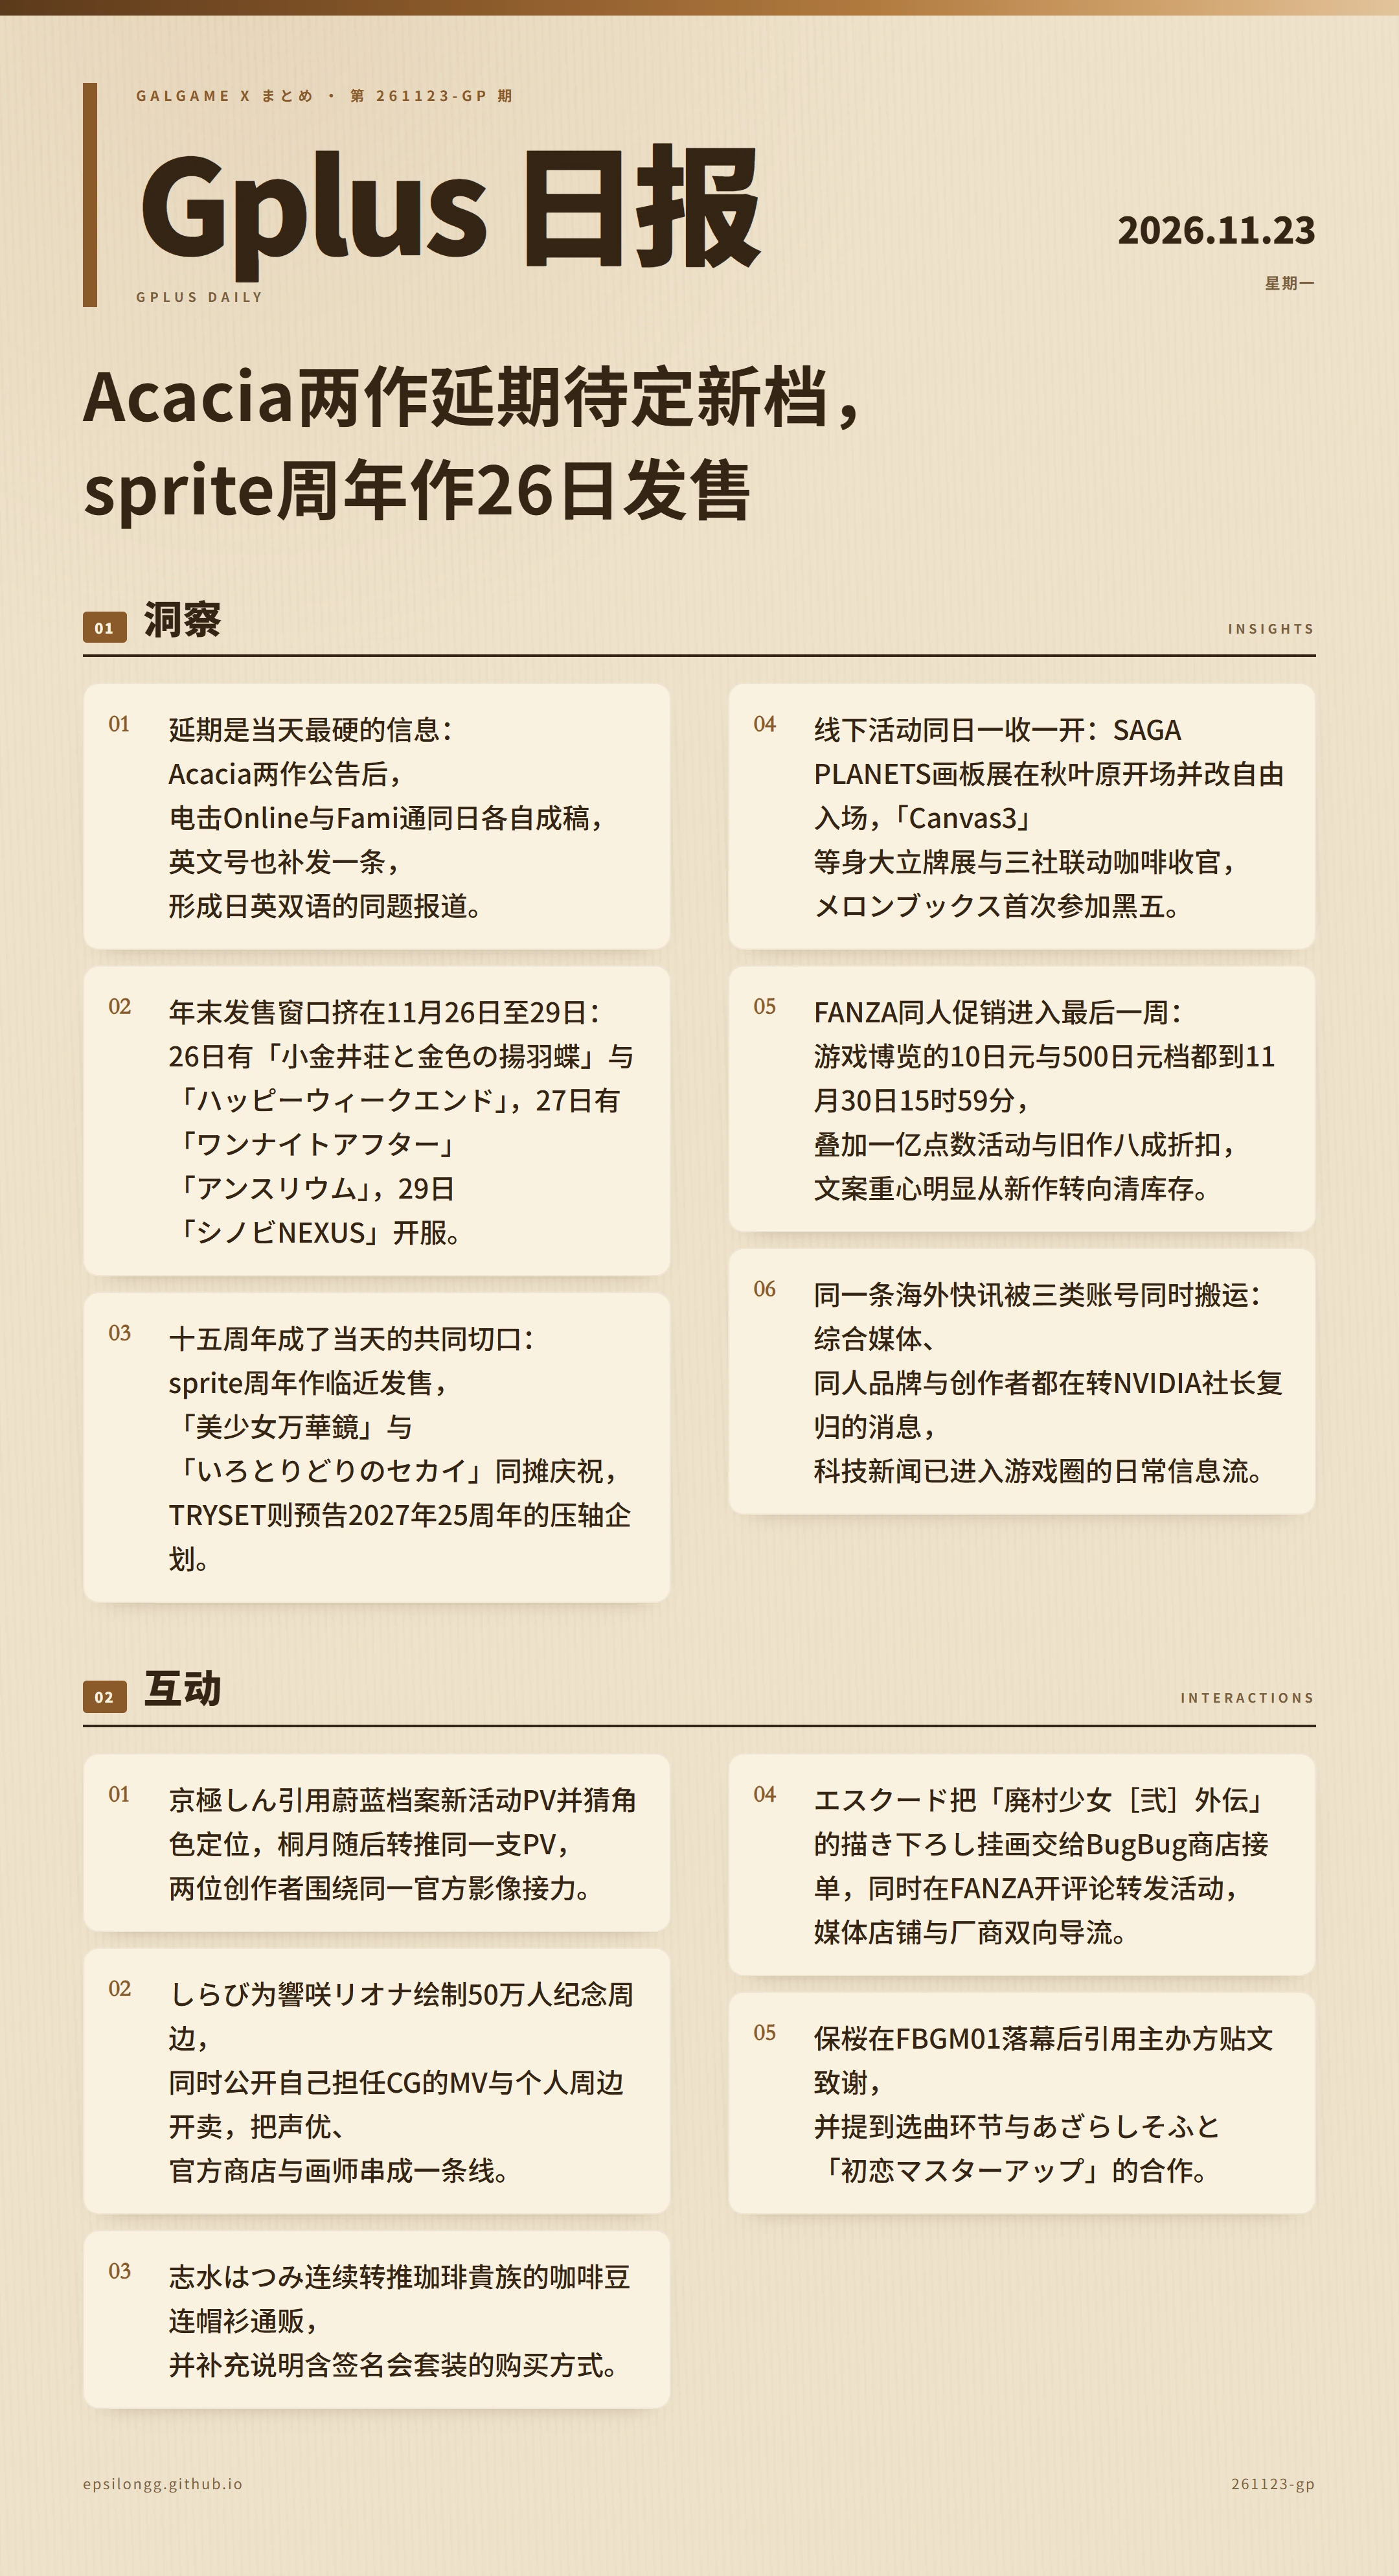 GALGAME X まとめ · 第 261123-GP 期
Gplus 日报
GPLUS DAILY
2026.11.23
星期一
Acacia两作延期待定新档，
sprite周年作26日发售
01 洞察
INSIGHTS
01
延期是当天最硬的信息：
Acacia两作公告后，
电击Online与Fami通同日各自成稿，
英文号也补发一条，
形成日英双语的同题报道。
02
年末发售窗口挤在11月26日至29日：
26日有「小金井荘と金色の揚羽蝶」与
「ハッピーウィークエンド」，27日有
「ワンナイトアフター」
「アンスリウム」，29日
「シノビNEXUS」开服。
03
十五周年成了当天的共同切口：
sprite周年作临近发售，
「美少女万華鏡」与
「いろとりどりのセカイ」同摊庆祝，
TRYSET则预告2027年25周年的压轴企
划。
04
线下活动同日一收一开：SAGA
PLANETS画板展在秋叶原开场并改自由
入场，「Canvas3」
等身大立牌展与三社联动咖啡收官，
メロンブックス首次参加黑五。
05
FANZA同人促销进入最后一周：
游戏博览的10日元与500日元档都到11
月30日15时59分，
叠加一亿点数活动与旧作八成折扣，
文案重心明显从新作转向清库存。
06
同一条海外快讯被三类账号同时搬运：
综合媒体、
同人品牌与创作者都在转NVIDIA社长复
归的消息，
科技新闻已进入游戏圈的日常信息流。
02 互动
INTERACTIONS
01
京極しん引用蔚蓝档案新活动PV并猜角
色定位，桐月随后转推同一支PV，
两位创作者围绕同一官方影像接力。
02
しらび为響咲リオナ绘制50万人纪念周
边，
同时公开自己担任CG的MV与个人周边
开卖，把声优、
官方商店与画师串成一条线。
03
志水はつみ连续转推珈琲貴族的咖啡豆
连帽衫通贩，
并补充说明含签名会套装的购买方式。
04
エスクード把「廃村少女［弐］外伝」
的描き下ろし挂画交给BugBug商店接
单，同时在FANZA开评论转发活动，
媒体店铺与厂商双向导流。
05
保桜在FBGM01落幕后引用主办方贴文
致谢，
并提到选曲环节与あざらしそふと
「初恋マスターアップ」的合作。
epsilongg.github.io
261123-gp